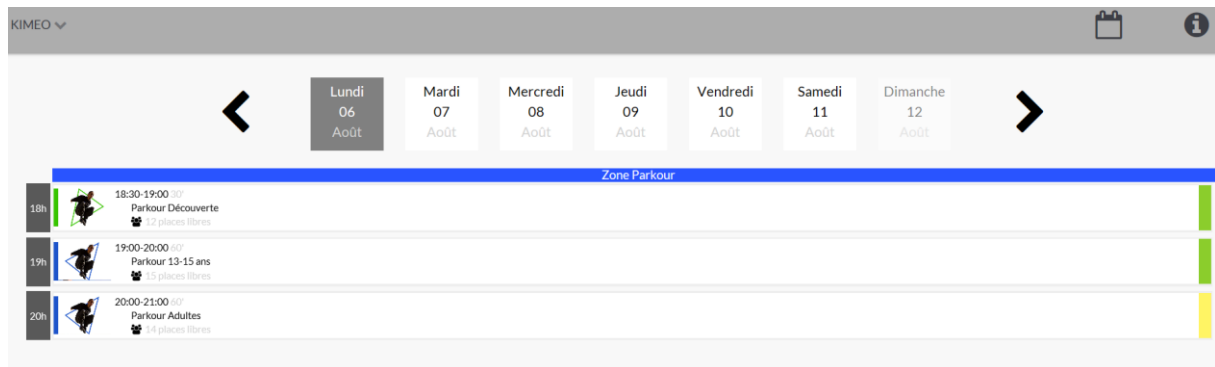 KIMEO
Lundi Mardi Mercredi Jeudi Vendredi Samedi Dimanche
06 07 08 09 10 11 12
Août Août Août Août Août Août Août
Zone Parkour
18h
18:30-19:00 30'
Parkour Découverte
12 places libres
19h
19:00-20:00 60'
Parkour 13-15 ans
15 places libres
20h
20:00-21:00 60'
Parkour Adultes
14 places libres